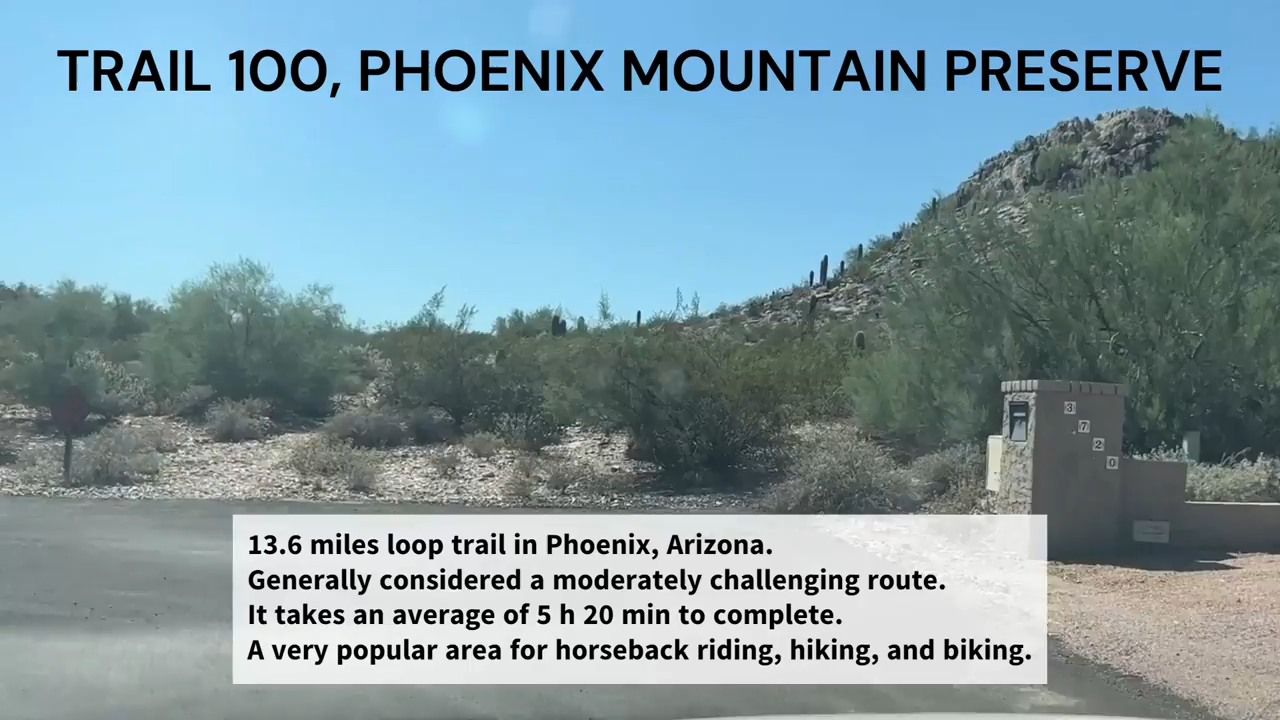 TRAIL 100, PHOENIX MOUNTAIN PRESERVE
3
7
2
0
13.6 miles loop trail in Phoenix, Arizona.
Generally considered a moderately challenging route.
It takes an average of 5 h 20 min to complete.
A very popular area for horseback riding, hiking, and biking.